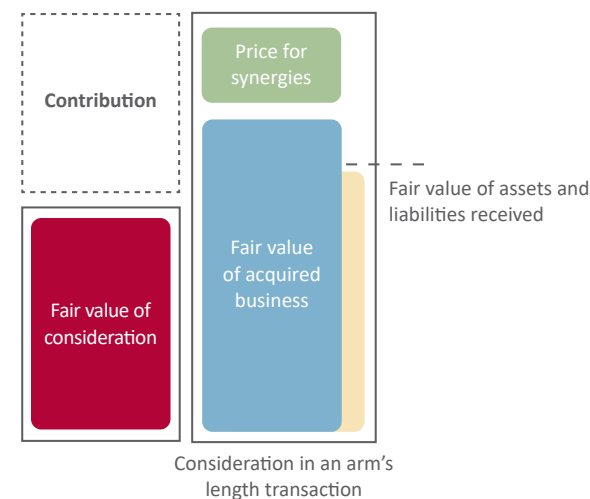 Price for
synergies
Contribution
Fair value of assets and
liabilities received
Fair value
of acquired
business
Fair value of
consideration
Consideration in an arm's
length transaction